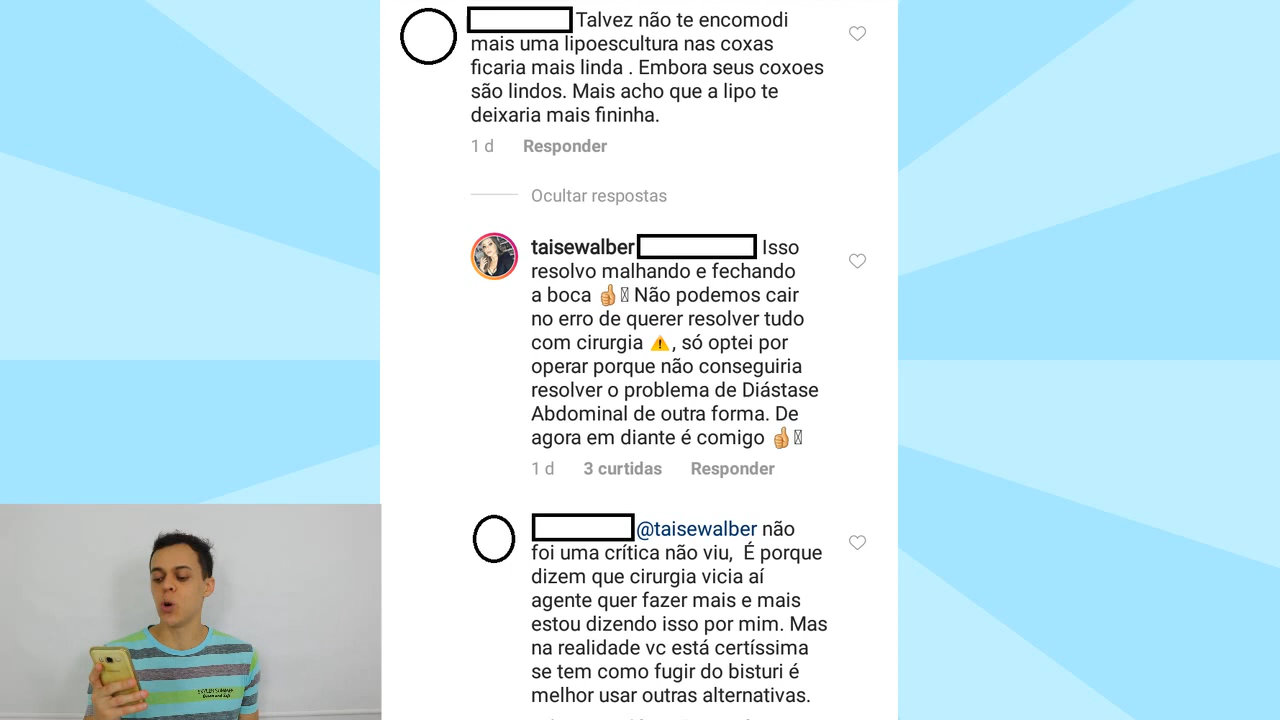 Talvez não te encomodi
mais uma lipoescultura nas coxas
ficaria mais linda . Embora seus coxoes
são lindos. Mais acho que a lipo te
deixaria mais fininha.
1 d Responder
Ocultar respostas
taisewalber Isso
resolvo malhando e fechando
a boca 👍 Não podemos cair
no erro de querer resolver tudo
com cirurgia ⚠️, só optei por
operar porque não conseguiria
resolver o problema de Diástase
Abdominal de outra forma. De
agora em diante é comigo 👍
1 d 3 curtidas Responder
@taisewalber não
foi uma crítica não viu, É porque
dizem que cirurgia vicia aí
agente quer fazer mais e mais
estou dizendo isso por mim. Mas
na realidade vc está certíssima
se tem como fugir do bisturi é
melhor usar outras alternativas.